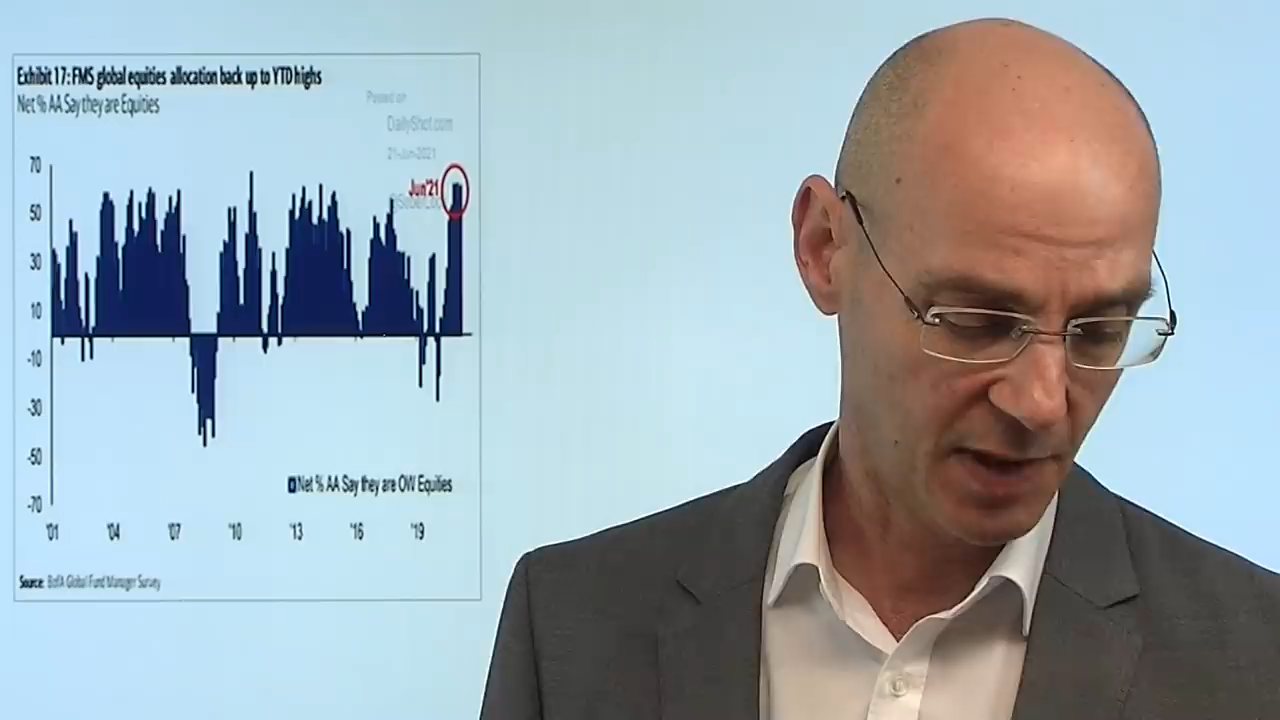 Exhibit 17: FMS global equities allocation back up to YTD highs
Net % AA Say they are Equities
Posted on
DailyShot.com
21-Jun-2021
70
Jun'21
50
30
10
-10
-30
-50
Net % AA Say they are OW Equities
-70
'01 '04 '07 '10 '13 '16 '19
Source: BofA Global Fund Manager Survey